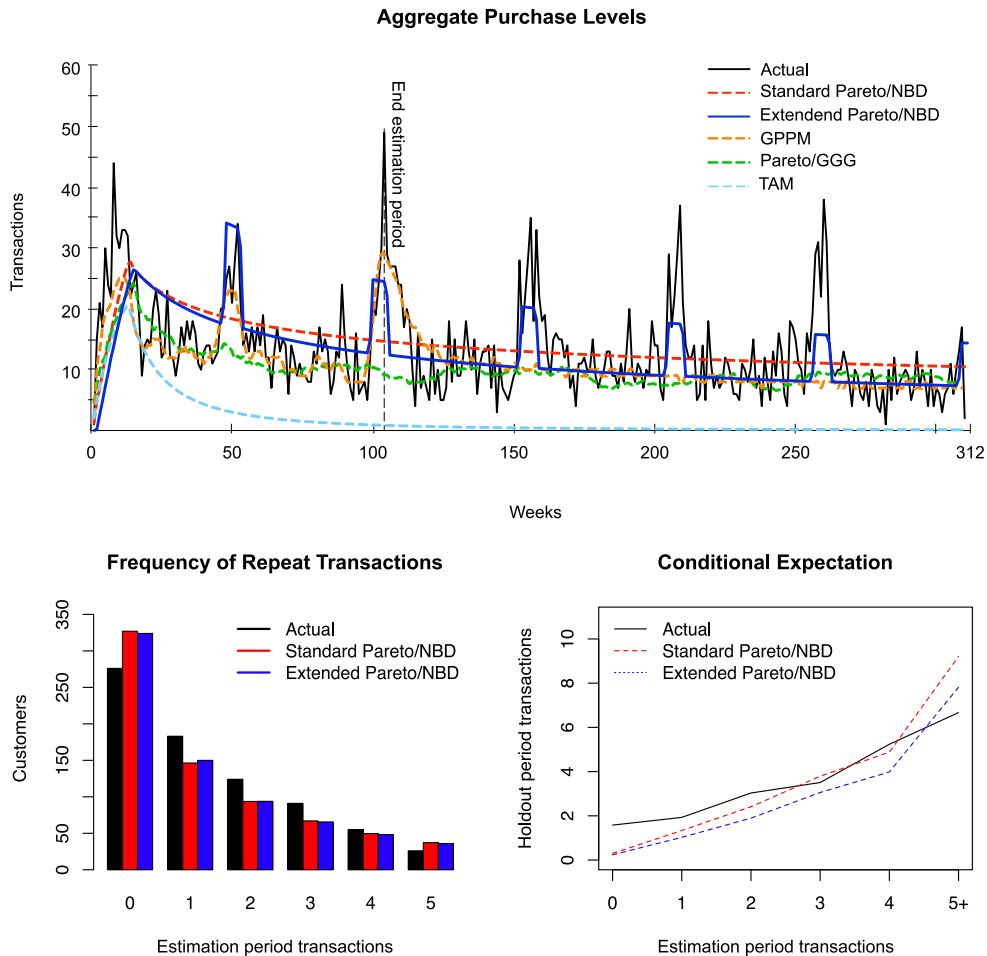 Aggregate Purchase Levels
Transactions
60
50
40
30
20
10
0
50
100
150
200
250
312
Weeks
End estimation period
Actual
Standard Pareto/NBD
Extendend Pareto/NBD
GPPM
Pareto/GGG
TAM
Frequency of Repeat Transactions
Customers
350
250
150
50
0
Actual
Standard Pareto/NBD
Extended Pareto/NBD
0
1
2
3
4
5
Estimation period transactions
Conditional Expectation
Holdout period transactions
10
8
6
4
2
0
Actual
Standard Pareto/NBD
Extended Pareto/NBD
0
1
2
3
4
5+
Estimation period transactions